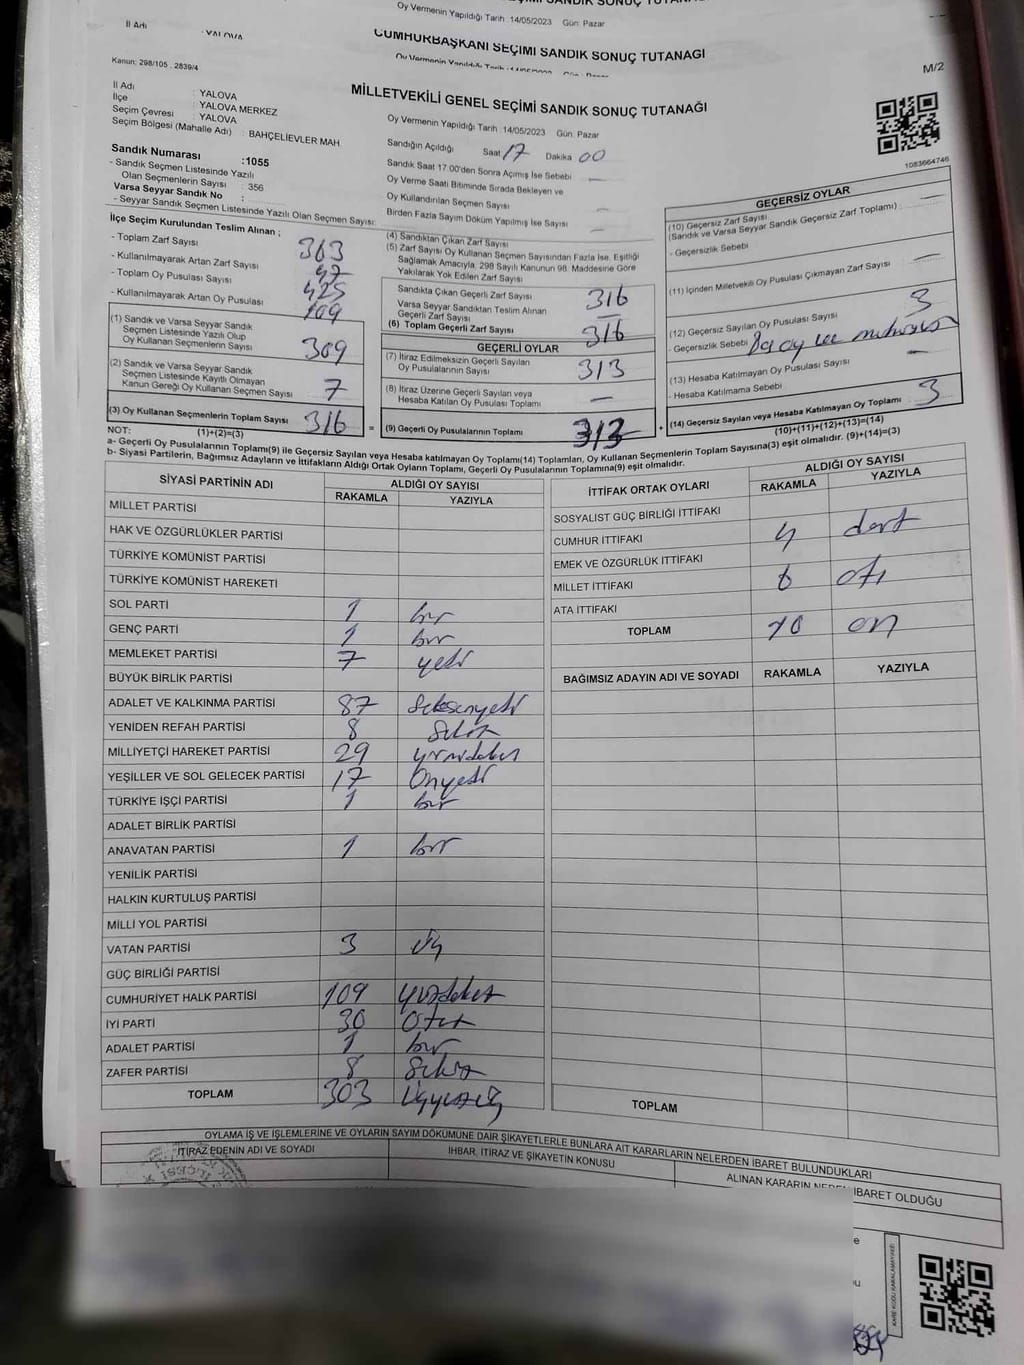 Oy Vermenin Yapıldığı Tarih : 14/05/2023 Gün: Pazar
İl Adı : YALOVA
CUMHURBAŞKANI SEÇİMİ SANDIK SONUÇ TUTANAĞI
Kanun: 298/105 , 2839/4
M/2
MİLLETVEKİLİ GENEL SEÇİMİ SANDIK SONUÇ TUTANAĞI
İl Adı : YALOVA
İlçe : YALOVA MERKEZ
Seçim Çevresi : YALOVA
Seçim Bölgesi (Mahalle Adı) : BAHÇELİEVLER MAH
Sandık Numarası :1055
- Sandık Seçmen Listesinde Yazılı
Olan Seçmenlerin Sayısı : 356
Varsa Seyyar Sandık No :
- Seyyar Sandık Seçmen Listesinde Yazılı Olan Seçmen Sayısı:
Oy Vermenin Yapıldığı Tarih :14/05/2023 Gün: Pazar
Sandığın Açıldığı Saat 17 Dakika 00
Sandık Saat 17.00'den Sonra Açılmış İse Sebebi —
Oy Verme Saati Bitiminde Sırada Bekleyen ve
Oy Kullandırılan Seçmen Sayısı —
Birden Fazla Sayım Döküm Yapılmış İse Sayısı —
1083664746
İlçe Seçim Kurulundan Teslim Alınan ;
- Toplam Zarf Sayısı 363
- Kullanılmayarak Artan Zarf Sayısı 47
- Toplam Oy Pusulası Sayısı 425
- Kullanılmayarak Artan Oy Pusulası 109
(1) Sandık ve Varsa Seyyar Sandık
Seçmen Listesinde Yazılı Olup
Oy Kullanan Seçmenlerin Sayısı 309
(2) Sandık ve Varsa Seyyar Sandık
Seçmen Listesinde Kayıtlı Olmayan
Kanun Gereği Oy Kullanan Seçmen Sayısı 7
(3) Oy Kullanan Seçmenlerin Toplam Sayısı 316
(1)+(2)=(3)
(4) Sandıktan Çıkan Zarf Sayısı
(5) Zarf Sayısı Oy Kullanan Seçmen Sayısından Fazla İse, Eşitliği
Sağlamak Amacıyla, 298 Sayılı Kanunun 98. Maddesine Göre
Yakılarak Yok Edilen Zarf Sayısı
Sandıkta Çıkan Geçerli Zarf Sayısı 316
Varsa Seyyar Sandıktan Teslim Alınan
Geçerli Zarf Sayısı —
(6) Toplam Geçerli Zarf Sayısı 316
GEÇERLİ OYLAR
(7) İtiraz Edilmeksizin Geçerli Sayılan
Oy Pusulalarının Sayısı 313
(8) İtiraz Üzerine Geçerli Sayılan veya
Hesaba Katılan Oy Pusulası Toplamı —
(9) Geçerli Oy Pusulalarının Toplamı 313
GEÇERSİZ OYLAR
(10) Geçersiz Zarf Sayısı
(Sandık ve Varsa Seyyar Sandık Geçersiz Zarf Toplamı) —
- Geçersizlik Sebebi
(11) İçinden Milletvekili Oy Pusulası Çıkmayan Zarf Sayısı —
(12) Geçersiz Sayılan Oy Pusulası Sayısı 3
- Geçersizlik Sebebi
(13) Hesaba Katılmayan Oy Pusulası Sayısı —
- Hesaba Katılmama Sebebi
(14) Geçersiz Sayılan veya Hesaba Katılmayan Oy Toplamı 3
(10)+(11)+(12)+(13)=(14)
NOT:
a- Geçerli Oy Pusulalarının Toplamı(9) ile Geçersiz Sayılan veya Hesaba katılmayan Oy Toplamı(14) Toplamları, Oy Kullanan Seçmenlerin Toplam Sayısına(3) eşit olmalıdır. (9)+(14)=(3)
b- Siyasi Partilerin, Bağımsız Adayların ve İttifakların Aldığı Ortak Oyların Toplamı, Geçerli Oy Pusulalarının Toplamına(9) eşit olmalıdır.
SİYASİ PARTİNİN ADI ALDIĞI OY SAYISI
RAKAMLA YAZIYLA
MİLLET PARTİSİ
HAK VE ÖZGÜRLÜKLER PARTİSİ
TÜRKİYE KOMÜNİST PARTİSİ
TÜRKİYE KOMÜNİST HAREKETİ
SOL PARTİ 1 bir
GENÇ PARTİ 1 bir
MEMLEKET PARTİSİ 7 yedi
BÜYÜK BİRLİK PARTİSİ
ADALET VE KALKINMA PARTİSİ 87 Seksenyedi
YENİDEN REFAH PARTİSİ 8 Sekiz
MİLLİYETÇİ HAREKET PARTİSİ 29 yirmidokuz
YEŞİLLER VE SOL GELECEK PARTİSİ 17 Onyedi
TÜRKİYE İŞÇİ PARTİSİ 1 bir
ADALET BİRLİK PARTİSİ
ANAVATAN PARTİSİ 1 bir
YENİLİK PARTİSİ
HALKIN KURTULUŞ PARTİSİ
MİLLİ YOL PARTİSİ
VATAN PARTİSİ 3 üç
GÜÇ BİRLİĞİ PARTİSİ
CUMHURİYET HALK PARTİSİ 109 yüzdokuz
İYİ PARTİ 30 Otuz
ADALET PARTİSİ 1 bir
ZAFER PARTİSİ 8 Sekiz
TOPLAM 303 Üçyüzüç
İTTİFAK ORTAK OYLARI ALDIĞI OY SAYISI
RAKAMLA YAZIYLA
SOSYALIST GÜÇ BİRLİĞİ İTTİFAKI
CUMHUR İTTİFAKI 4 dört
EMEK VE ÖZGÜRLÜK İTTİFAKI
MİLLET İTTİFAKI 6 altı
ATA İTTİFAKI
TOPLAM 10 on
BAĞIMSIZ ADAYIN ADI VE SOYADI RAKAMLA YAZIYLA
TOPLAM
OYLAMA İŞ VE İŞLEMLERİNE VE OYLARIN SAYIM DÖKÜMÜNE DAİR ŞİKAYETLERLE BUNLARA AİT KARARLARIN NELERDEN İBARET BULUNDUKLARI
İTİRAZ EDENİN ADI VE SOYADI
İHBAR, İTİRAZ VE ŞİKAYETİN KONUSU
ALINAN KARARIN NEDEN İBARET OLDUĞU